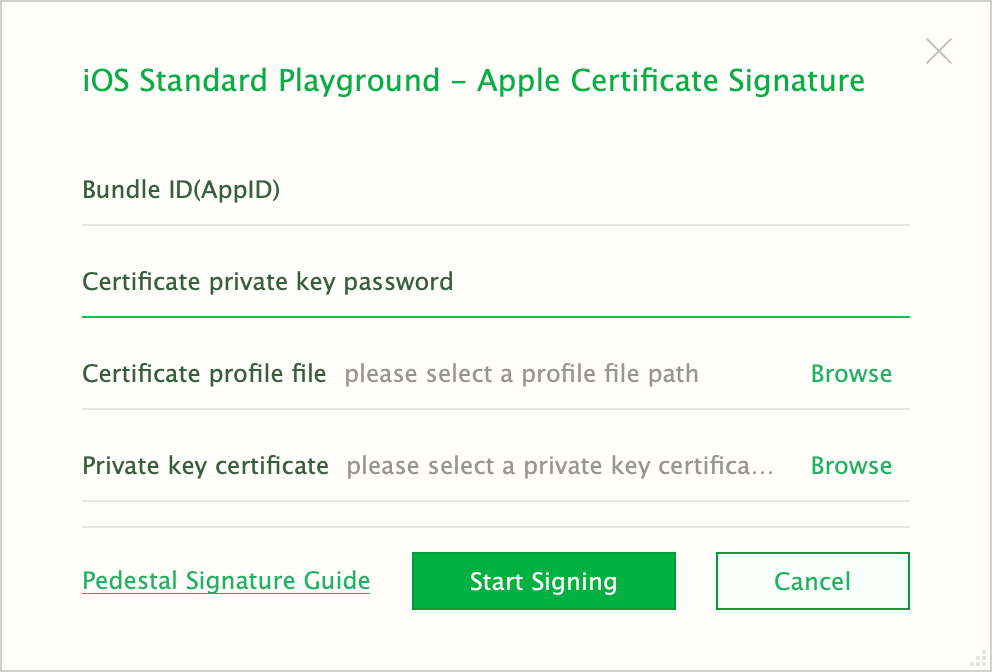 iOS Standard Playground – Apple Certificate Signature
Bundle ID(AppID)
Certificate private key password
Certificate profile file please select a profile file path Browse
Private key certificate please select a private key certifica... Browse
Pedestal Signature Guide Start Signing Cancel